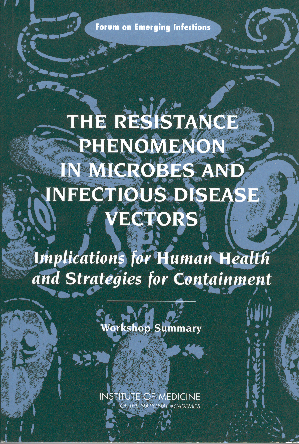 Forum on Emerging Infections
THE RESISTANCE
PHENOMENON
IN MICROBES AND
INFECTIOUS DISEASE
VECTORS
Implications for Human Health
and Strategies for Containment
Workshop Summary
INSTITUTE OF MEDICINE
OF THE NATIONAL ACADEMIES